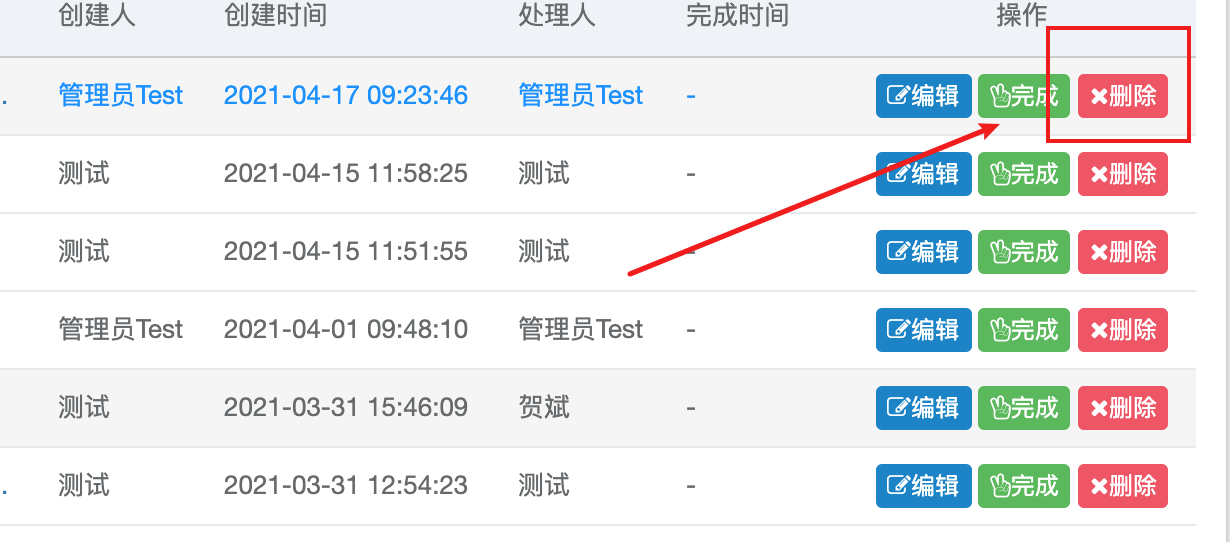 创建人 创建时间 处理人 完成时间 操作
管理员Test 2021-04-17 09:23:46 管理员Test - 编辑 完成 删除
测试 2021-04-15 11:58:25 测试 - 编辑 完成 删除
测试 2021-04-15 11:51:55 测试 - 编辑 完成 删除
管理员Test 2021-04-01 09:48:10 管理员Test - 编辑 完成 删除
测试 2021-03-31 15:46:09 贺斌 - 编辑 完成 删除
测试 2021-03-31 12:54:23 测试 - 编辑 完成 删除